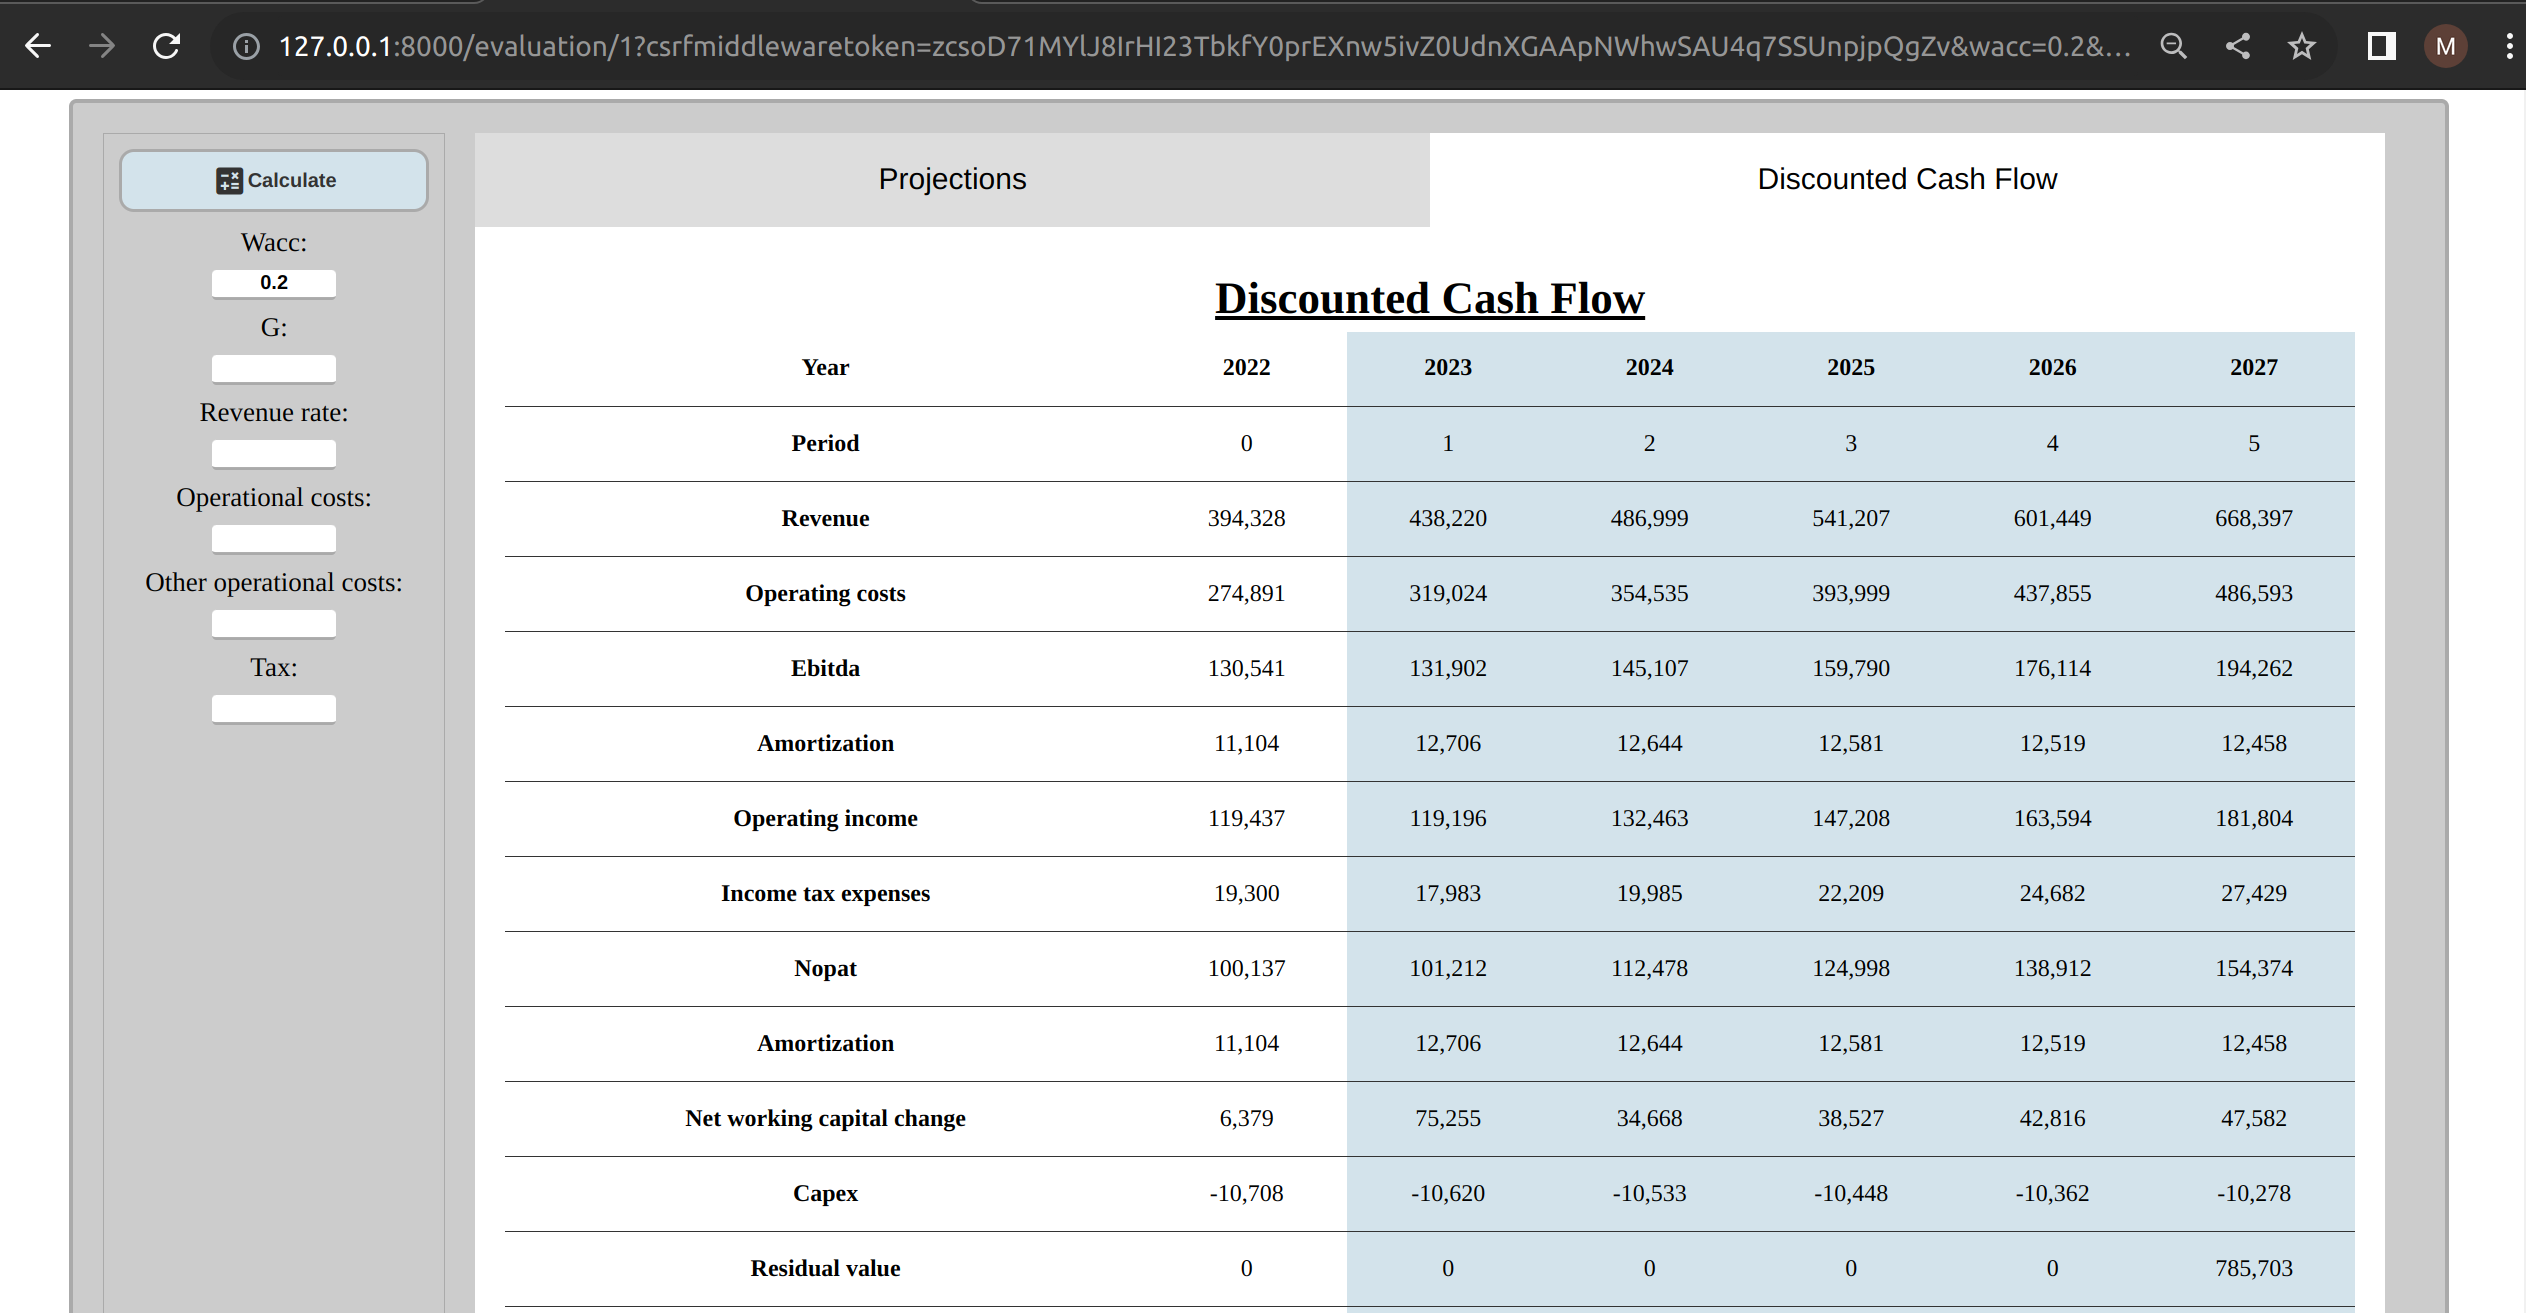 127.0.0.1:8000/evaluation/1?csrfmiddlewaretoken=zcsoD71MYlJ8IrHI23TbkfY0prEXnw5ivZ0UdnXGAApNWhwSAU4q7SSUnpjpQgZv&wacc=0.2&...
M
Calculate
Wacc:
0.2
G:
Revenue rate:
Operational costs:
Other operational costs:
Tax:
Projections
Discounted Cash Flow
Discounted Cash Flow
Year 2022 2023 2024 2025 2026 2027
Period 0 1 2 3 4 5
Revenue 394,328 438,220 486,999 541,207 601,449 668,397
Operating costs 274,891 319,024 354,535 393,999 437,855 486,593
Ebitda 130,541 131,902 145,107 159,790 176,114 194,262
Amortization 11,104 12,706 12,644 12,581 12,519 12,458
Operating income 119,437 119,196 132,463 147,208 163,594 181,804
Income tax expenses 19,300 17,983 19,985 22,209 24,682 27,429
Nopat 100,137 101,212 112,478 124,998 138,912 154,374
Amortization 11,104 12,706 12,644 12,581 12,519 12,458
Net working capital change 6,379 75,255 34,668 38,527 42,816 47,582
Capex -10,708 -10,620 -10,533 -10,448 -10,362 -10,278
Residual value 0 0 0 0 0 785,703